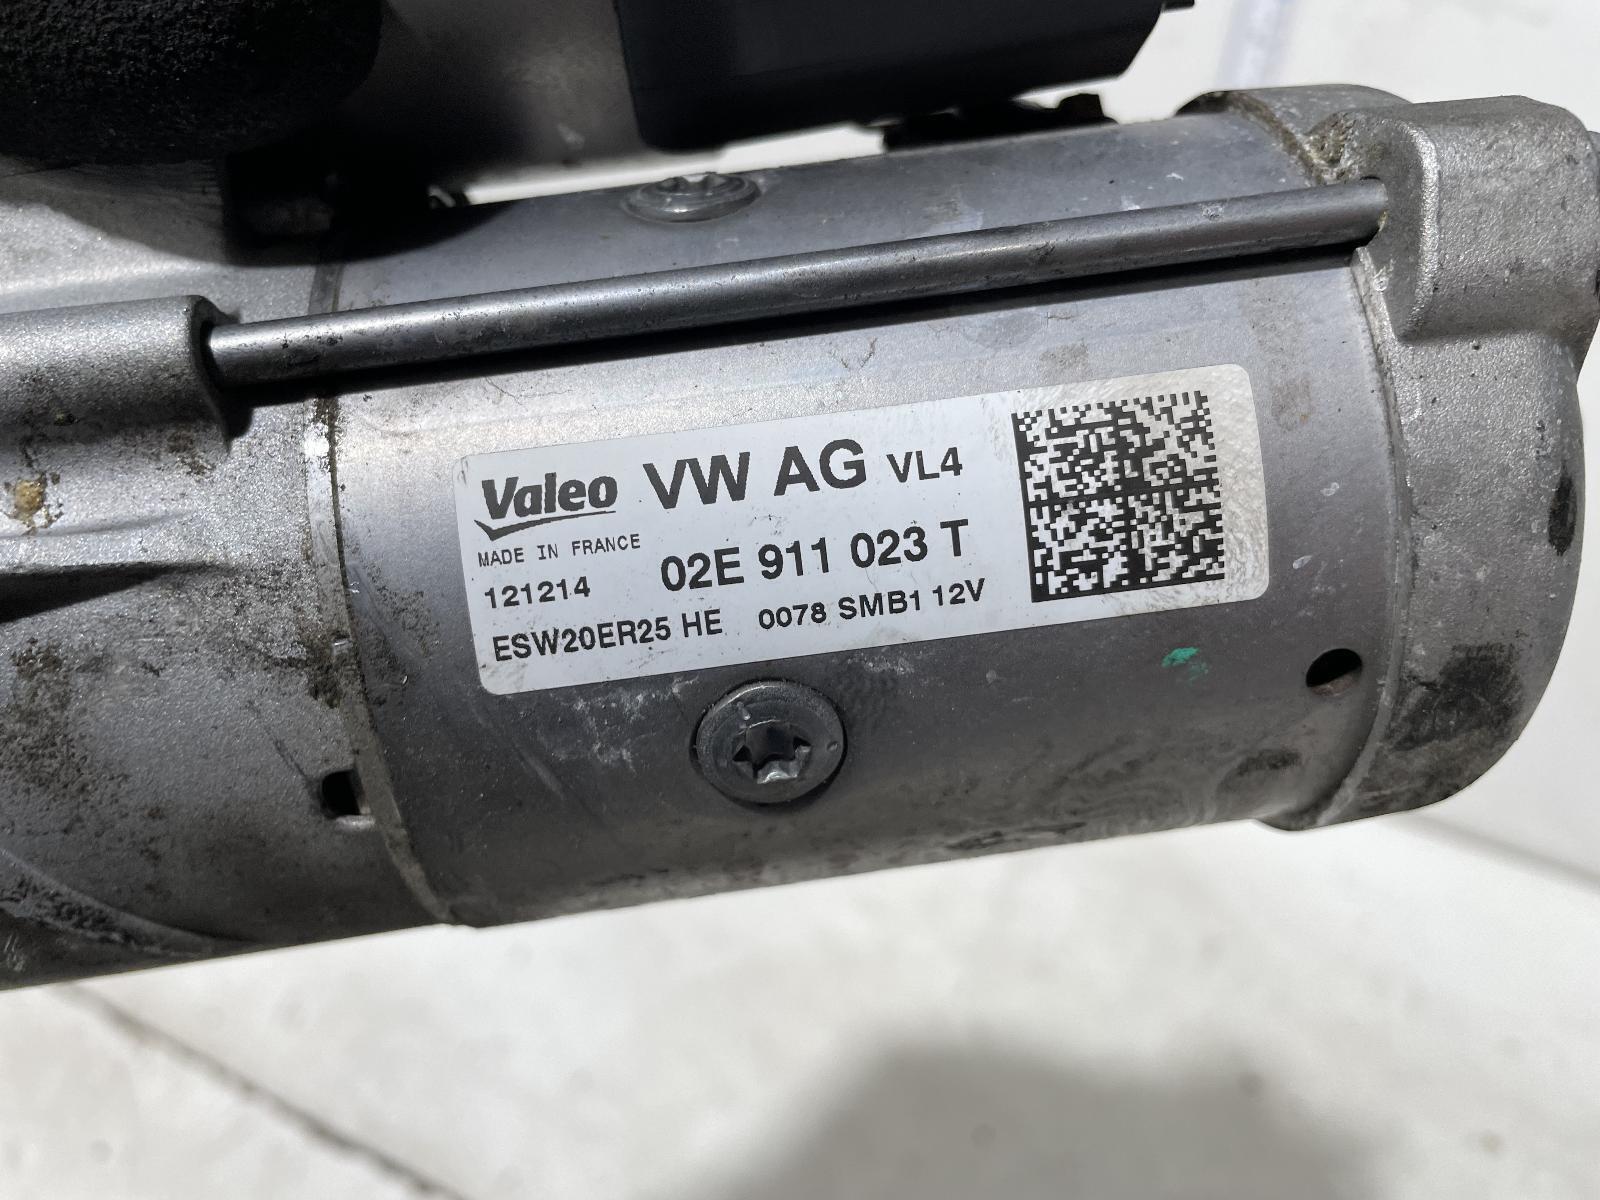 Valeo VW AG VL4
MADE IN FRANCE
121214 02E 911 023 T
ESW20ER25 HE 0078 SMB1 12V